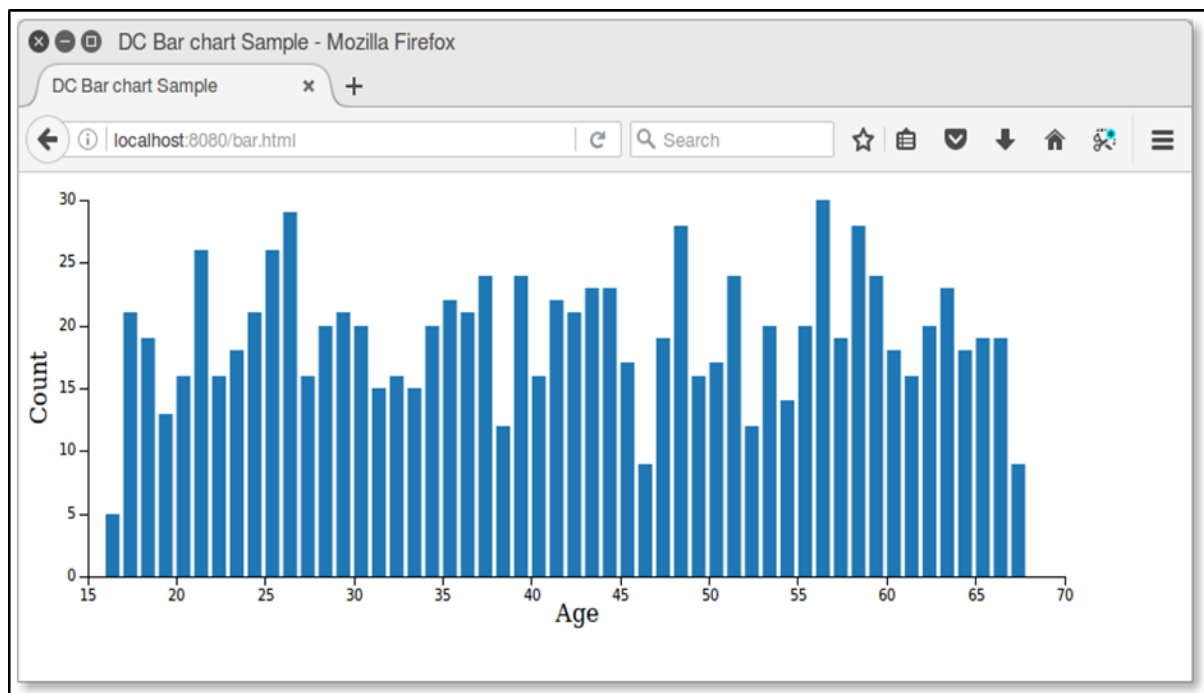 DC Bar chart Sample - Mozilla Firefox
DC Bar chart Sample
localhost:8080/bar.html
Search
30
25
20
15
10
5
0
Count
15 20 25 30 35 40 45 50 55 60 65 70
Age